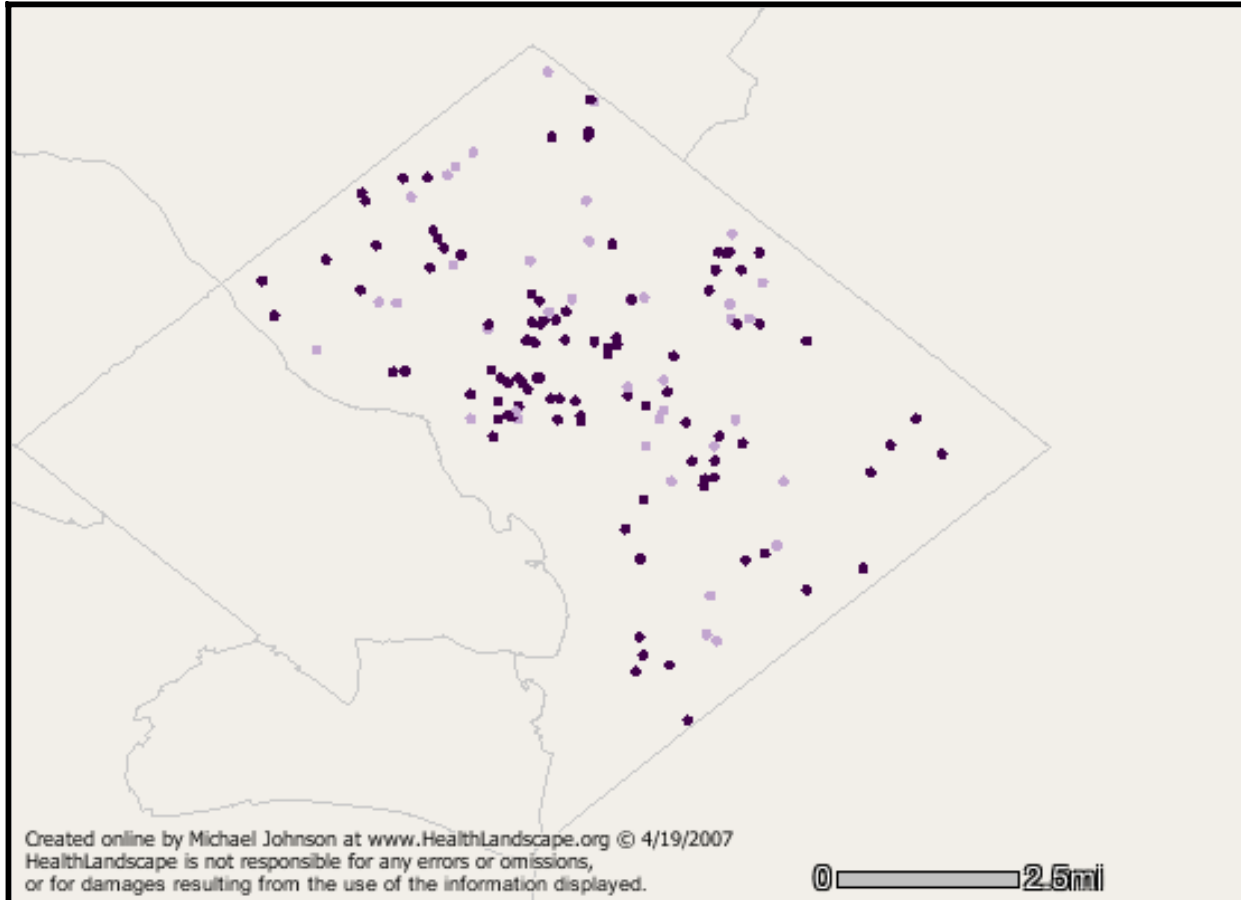 Created online by Michael Johnson at www.HealthLandscape.org © 4/19/2007
HealthLandscape is not responsible for any errors or omissions,
or for damages resulting from the use of the information displayed.
0 2.5mi